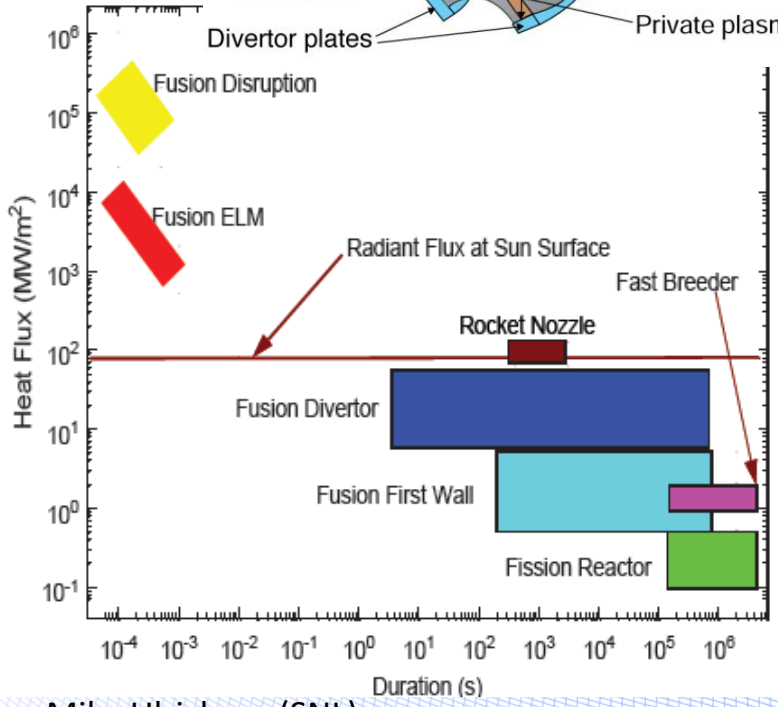 Divertor plates
Private plasm
10⁶
Fusion Disruption
10⁵
10⁴
Fusion ELM
Radiant Flux at Sun Surface
10³
Fast Breeder
Rocket Nozzle
10²
Fusion Divertor
10¹
Fusion First Wall
10⁰
Fission Reactor
10⁻¹
Heat Flux (MW/m²)
10⁻⁴ 10⁻³ 10⁻² 10⁻¹ 10⁰ 10¹ 10² 10³ 10⁴ 10⁵ 10⁶
Duration (s)
(SNL)